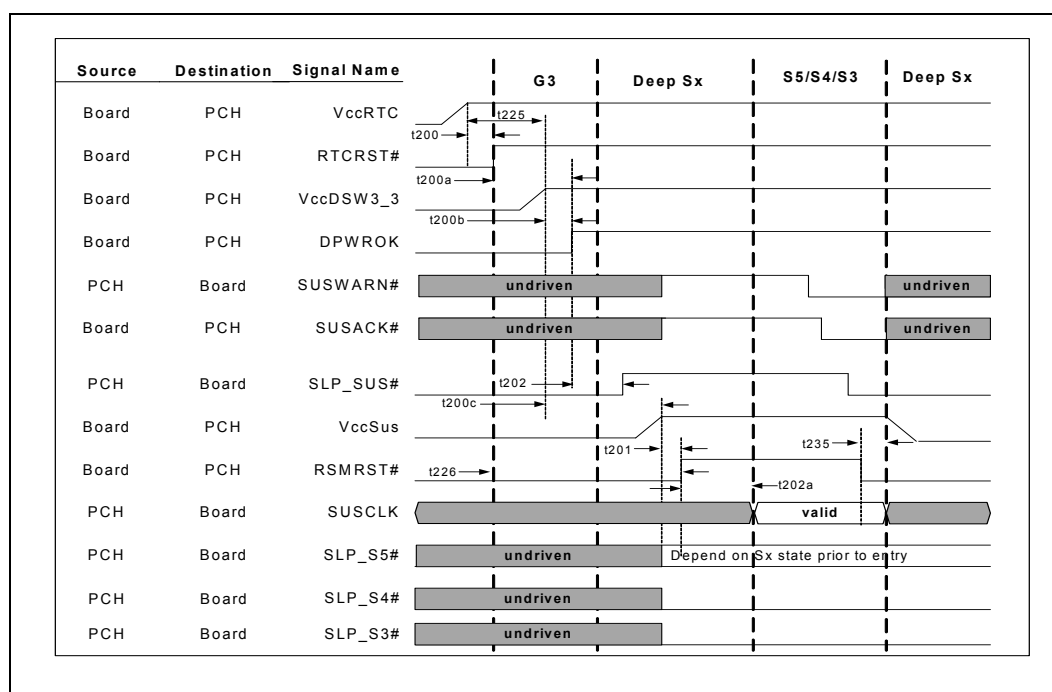 Source Destination Signal Name G3 Deep Sx S5/S4/S3 Deep Sx
Board PCH VccRTC
t225
t200
Board PCH RTCRST#
t200a
Board PCH VccDSW3_3
t200b
Board PCH DPWROK
PCH Board SUSWARN# undriven undriven
Board PCH SUSACK# undriven undriven
PCH Board SLP_SUS# t202
t200c
Board PCH VccSus
t201 t235
Board PCH RSMRST# t226
t202a
PCH Board SUSCLK valid
PCH Board SLP_S5# undriven Depend on Sx state prior to entry
PCH Board SLP_S4# undriven
PCH Board SLP_S3# undriven